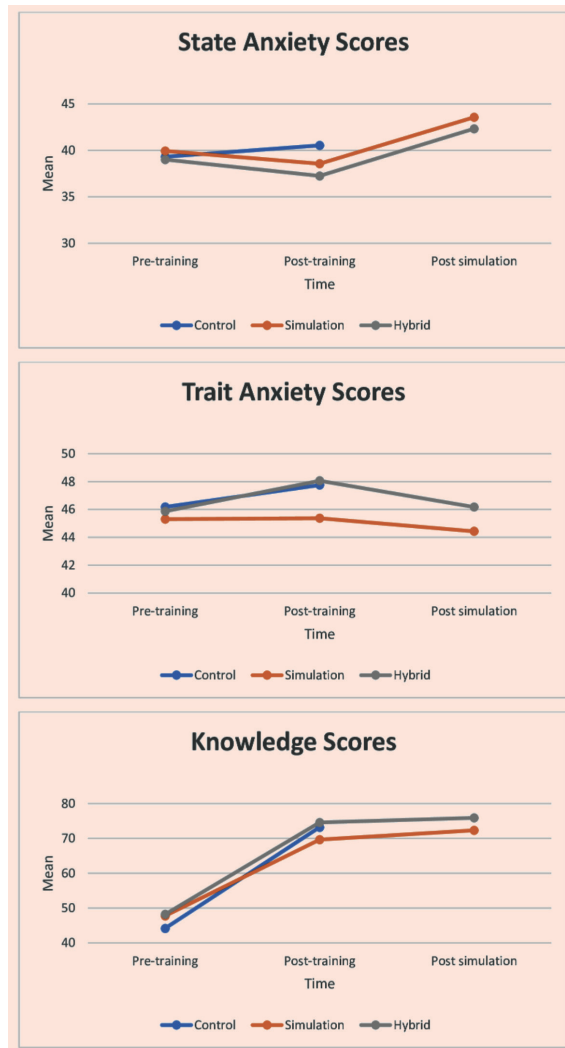 State Anxiety Scores
45
40
35
30
Mean
Pre-training Post-training Post simulation
Time
Control Simulation Hybrid
Trait Anxiety Scores
50
48
46
44
42
40
Mean
Pre-training Post-training Post simulation
Time
Control Simulation Hybrid
Knowledge Scores
80
70
60
50
40
Mean
Pre-training Post-training Post simulation
Time
Control Simulation Hybrid